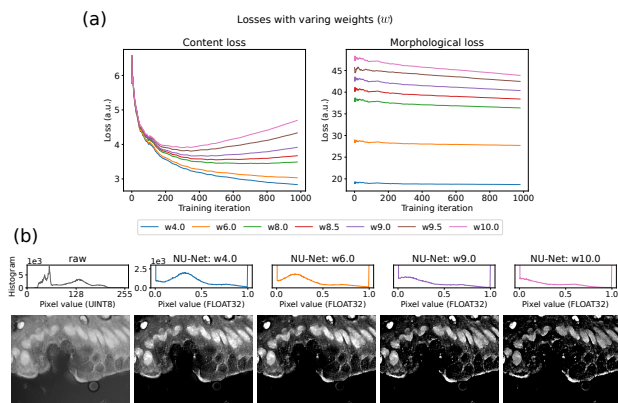 Losses with varing weights (w)
(a)
Content loss
Morphological loss
Loss (a.u.)
6
5
4
3
0 200 400 600 800 1000
Training iteration
Loss (a.u.)
45
40
35
30
25
20
0 200 400 600 800 1000
Training iteration
w4.0 w6.0 w8.0 w8.5 w9.0 w9.5 w10.0
(b)
raw
NU-Net: w4.0
NU-Net: w6.0
NU-Net: w9.0
NU-Net: w10.0
1e3
1e3
Histogram
5
0
2.5
0.0
0 128 255
0.0 0.5 1.0
0.0 0.5 1.0
0.0 0.5 1.0
0.0 0.5 1.0
Pixel value (UINT8)
Pixel value (FLOAT32)
Pixel value (FLOAT32)
Pixel value (FLOAT32)
Pixel value (FLOAT32)